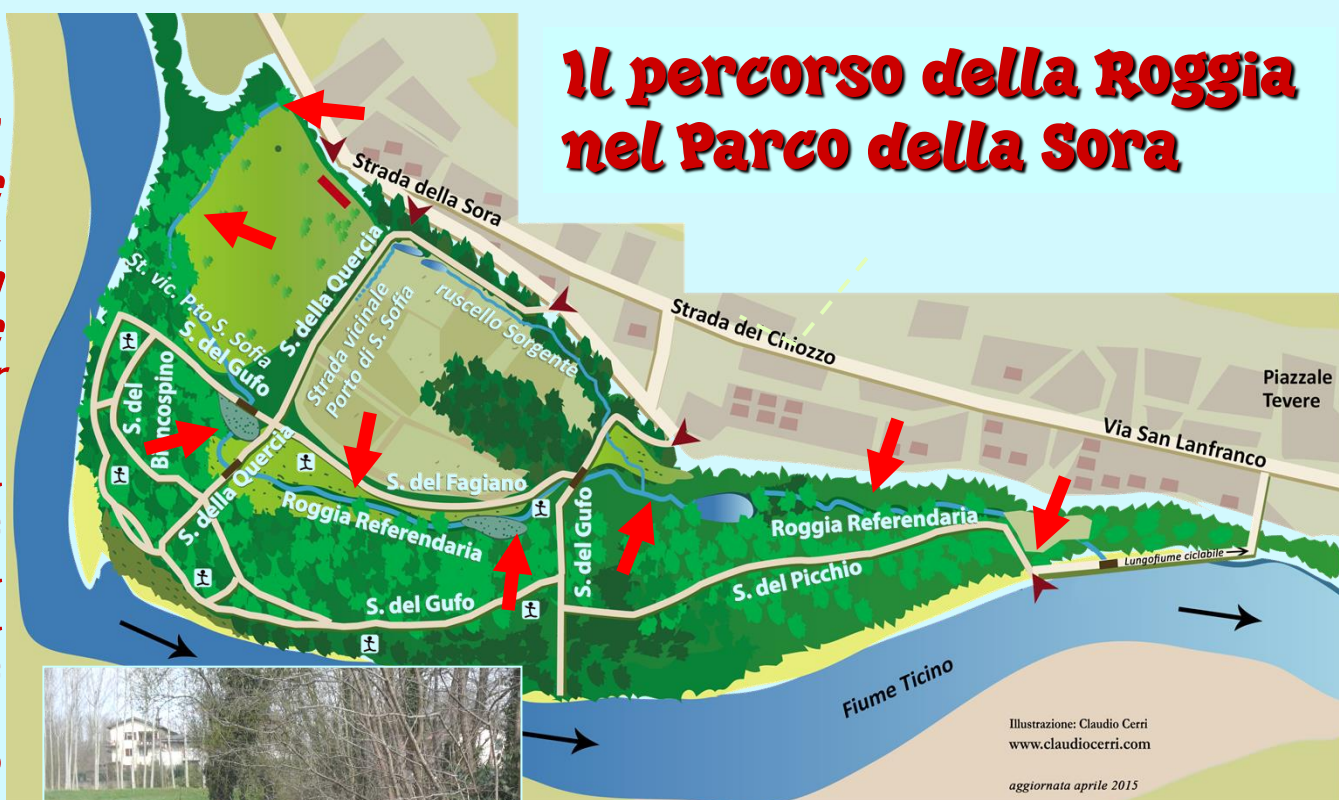 Il percorso della Roggia
nel Parco della Sora
Strada della Sora
S. della Quercia
St. vic. P.to S. Sofia
S. del Gufo
Strada vicinale
Porto di S. Sofia
ruscello Sorgente
Strada dei Chiozzo
Piazzale
Tevere
Via San Lanfranco
S. del
Biancospino
S. della Quercia
S. del Fagiano
Roggia Referendaria
S. del Gufo
Roggia Referendaria
Lungofiume ciclabile
S. del Picchio
S. del Gufo
Fiume Ticino
Illustrazione: Claudio Cerri
www.claudiocerri.com
aggiornata aprile 2015